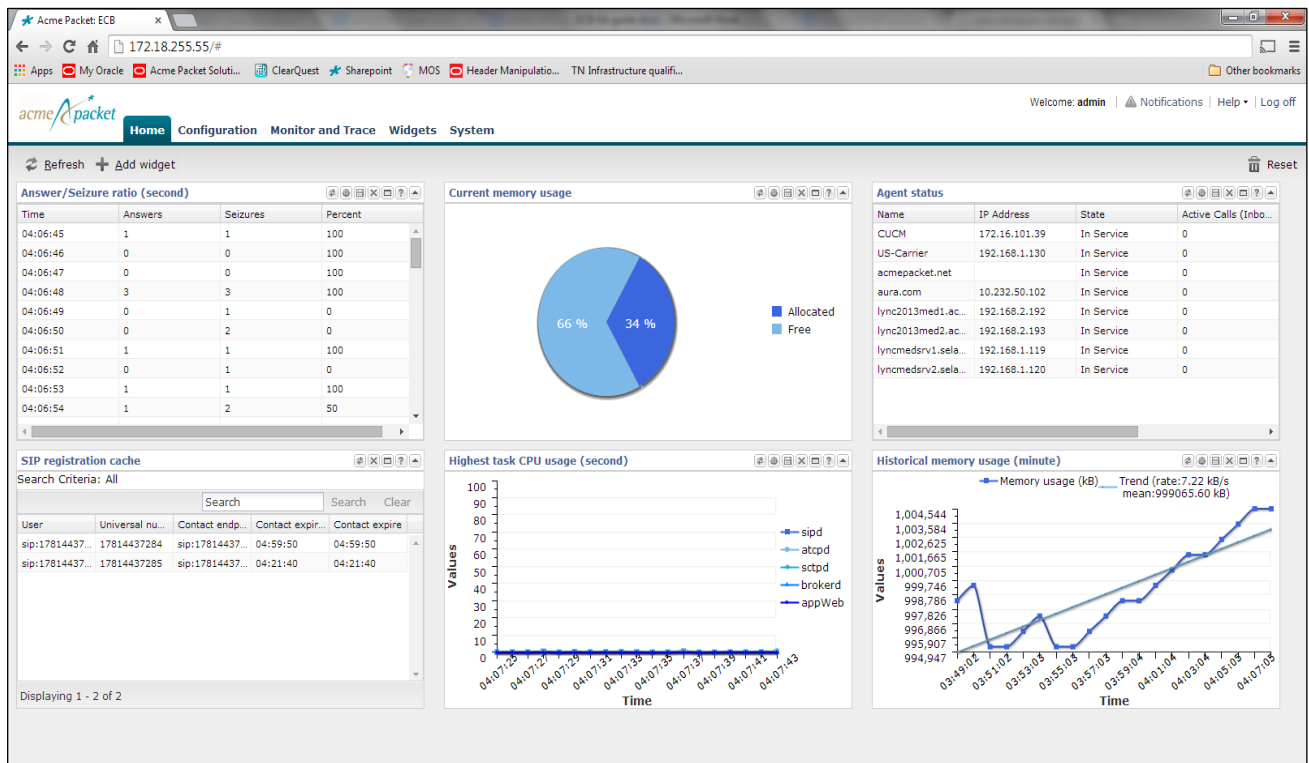 Acme Packet: ECB
172.18.255.55/#
Apps My Oracle Acme Packet Soluti... ClearQuest Sharepoint MOS Header Manipulatio... TN Infrastructure qualifi... Other bookmarks
acme packet
Welcome: admin | Notifications | Help | Log off
Home Configuration Monitor and Trace Widgets System
Refresh Add widget Reset
Answer/Seizure ratio (second)
Time Answers Seizures Percent
04:06:45 1 1 100
04:06:46 0 0 100
04:06:47 0 0 100
04:06:48 3 3 100
04:06:49 0 1 0
04:06:50 0 2 0
04:06:51 1 1 100
04:06:52 0 1 0
04:06:53 1 1 100
04:06:54 1 2 50
Current memory usage
66 % 34 %
Allocated
Free
Agent status
Name IP Address State Active Calls (Inbo...
CUCM 172.16.101.39 In Service 0
US-Carrier 192.168.1.130 In Service 0
acmepacket.net In Service 0
aura.com 10.232.50.102 In Service 0
lync2013med1.ac... 192.168.2.192 In Service 0
lync2013med2.ac... 192.168.2.193 In Service 0
lyncmedsrv1.sela... 192.168.1.119 In Service 0
lyncmedsrv2.sela... 192.168.1.120 In Service 0
SIP registration cache
Search Criteria: All
Search Search Clear
User Universal nu... Contact endp... Contact expir... Contact expire
sip:17814437... 17814437284 sip:17814437... 04:59:50 04:59:50
sip:17814437... 17814437285 sip:17814437... 04:21:40 04:21:40
Displaying 1 - 2 of 2
Highest task CPU usage (second)
100
90
80
70
60
50
40
30
20
10
0
Values
04:07:25 04:07:27 04:07:29 04:07:31 04:07:33 04:07:35 04:07:37 04:07:39 04:07:41 04:07:43
Time
sipd
atcpd
sctpd
brokerd
appWeb
Historical memory usage (minute)
Memory usage (kB) Trend (rate:7.22 kB/s
mean:999065.60 kB)
1,004,544
1,003,584
1,002,625
1,001,665
1,000,705
999,746
998,786
997,826
996,866
995,907
994,947
Values
03:49:02 03:51:02 03:53:03 03:55:03 03:57:03 03:59:04 04:01:04 04:03:04 04:05:05 04:07:05
Time